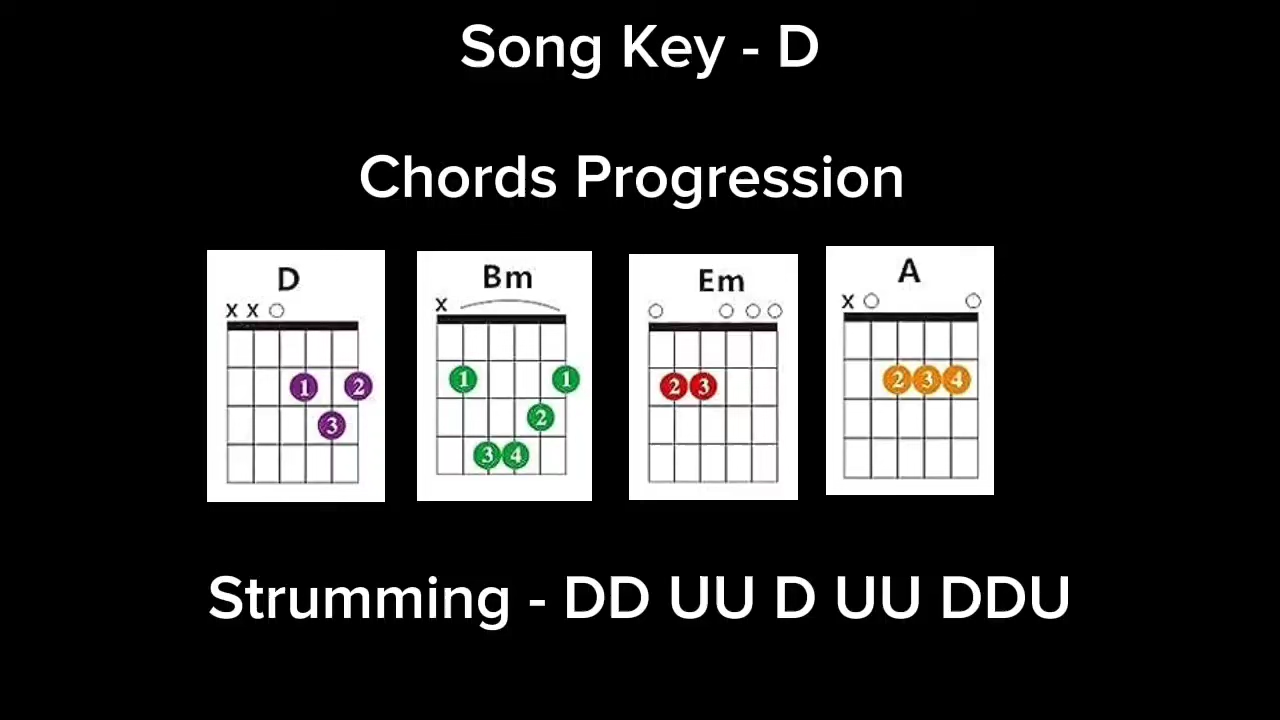 Song Key - D
Chords Progression
D Bm Em A
x x x x
1 2 1 1 2 3 2 3 4
3 2
3 4
Strumming - DD UU D UU DDU